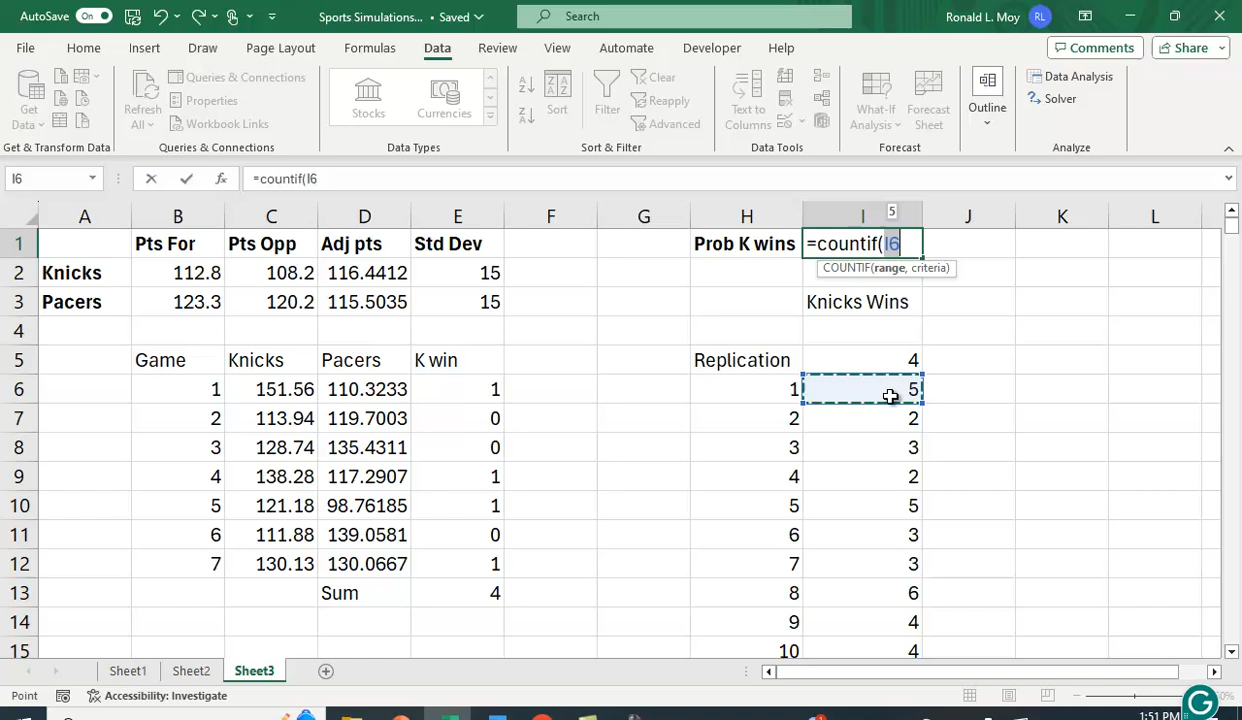 AutoSave On Sports Simulations... • Saved Search Ronald L. Moy RL
File Home Insert Draw Page Layout Formulas Data Review View Automate Developer Help Comments Share
Get Data Refresh All Queries & Connections Properties Workbook Links Stocks Currencies Sort Filter Clear Reapply Advanced Text to Columns What-If Analysis Forecast Sheet Outline Data Analysis Solver
Get & Transform Data Queries & Connections Data Types Sort & Filter Data Tools Forecast Analyze
I6 fx =countif(I6
5
A B C D E F G H I J K L
1 Pts For Pts Opp Adj pts Std Dev Prob K wins =countif(I6
COUNTIF(range, criteria)
2 Knicks 112.8 108.2 116.4412 15
3 Pacers 123.3 120.2 115.5035 15 Knicks Wins
4
5 Game Knicks Pacers K win Replication 4
6 1 151.56 110.3233 1 1 5
7 2 113.94 119.7003 0 2 2
8 3 128.74 135.4311 0 3 3
9 4 138.28 117.2907 1 4 2
10 5 121.18 98.76185 1 5 5
11 6 111.88 139.0581 0 6 3
12 7 130.13 130.0667 1 7 3
13 Sum 4 8 6
14 9 4
15 10 4
Sheet1 Sheet2 Sheet3
Point Accessibility: Investigate
1:51 PM